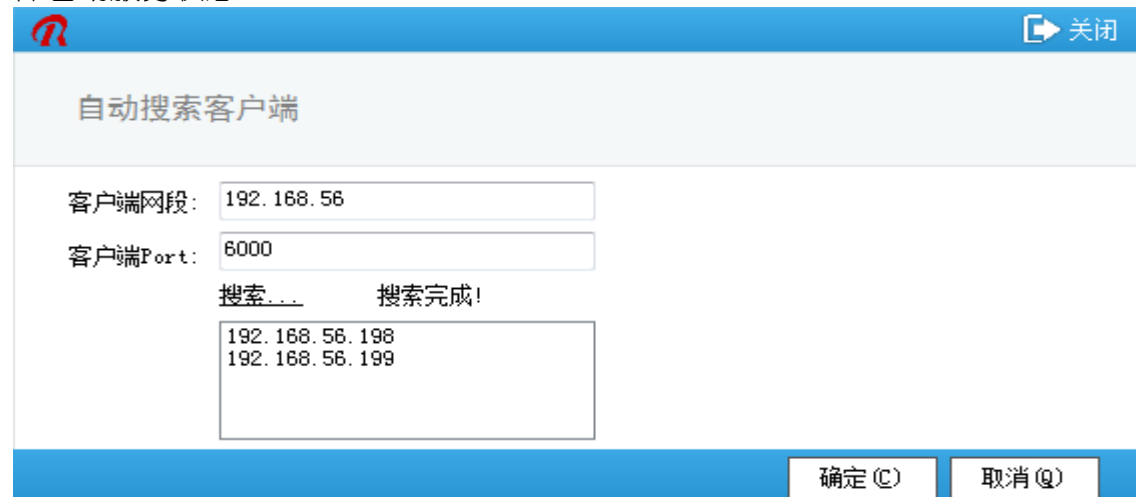 关闭
自动搜索客户端
客户端网段: 192.168.56
客户端Port: 6000
搜索... 搜索完成!
192.168.56.198
192.168.56.199
确定(C) 取消(Q)